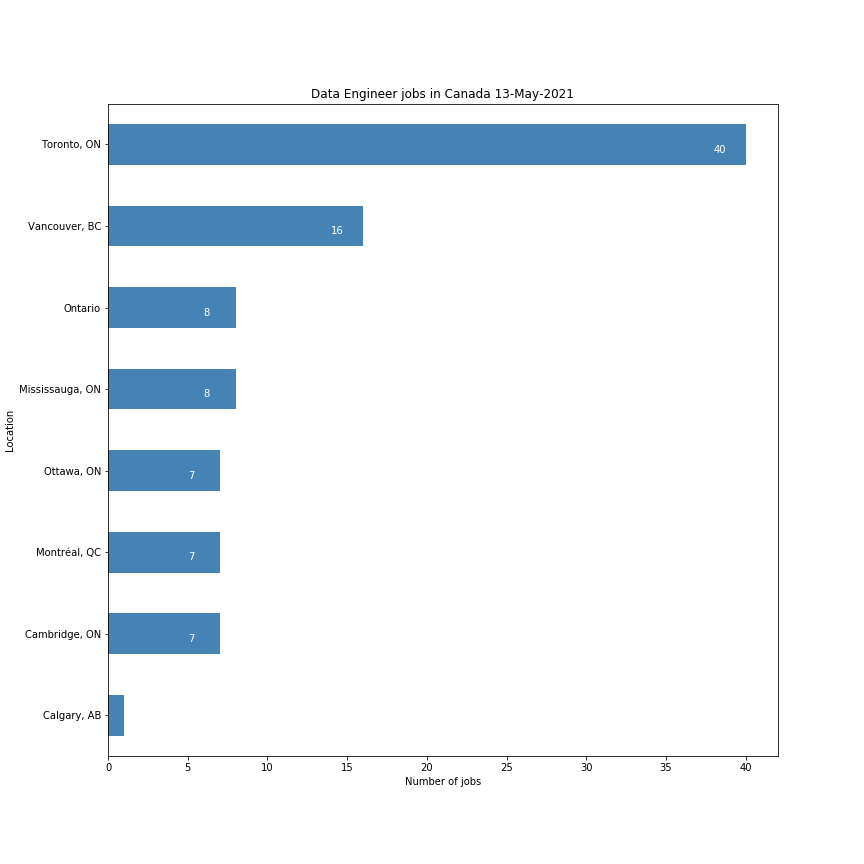 Data Engineer jobs in Canada 13-May-2021
Toronto, ON
40
Vancouver, BC
16
Ontario
8
Mississauga, ON
8
Location
Ottawa, ON
7
Montréal, QC
7
Cambridge, ON
7
Calgary, AB
0 5 10 15 20 25 30 35 40
Number of jobs